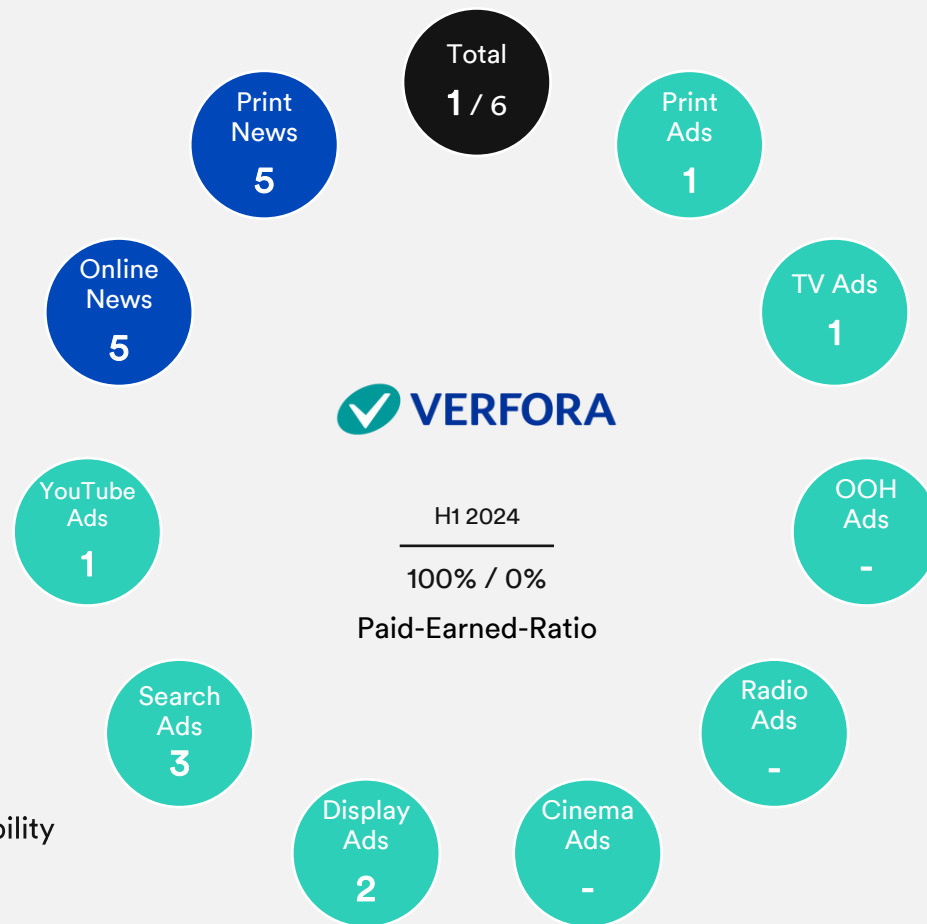 Total
1 / 6
Print
News
5
Print
Ads
1
Online
News
5
TV Ads
1
VERFORA
YouTube
Ads
1
H1 2024
100% / 0%
Paid-Earned-Ratio
OOH
Ads
-
Search
Ads
3
Radio
Ads
-
bility
Display
Ads
2
Cinema
Ads
-